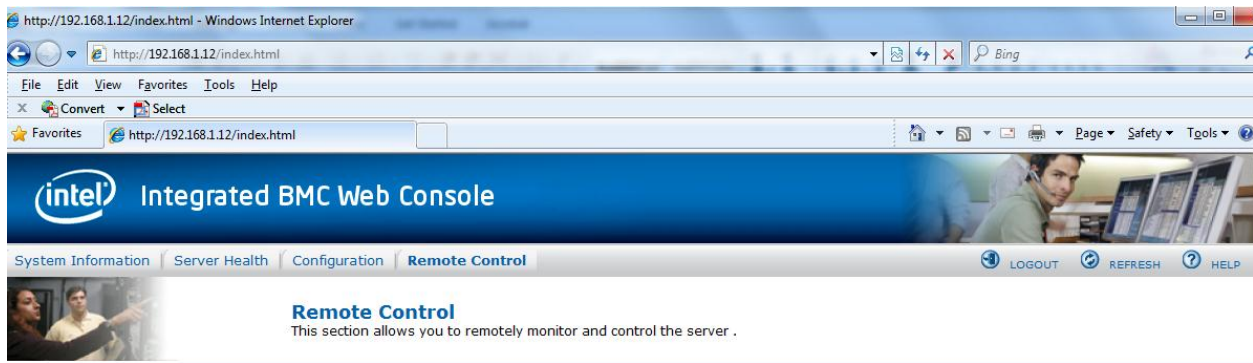 http://192.168.1.12/index.html - Windows Internet Explorer
http://192.168.1.12/index.html
Bing
File Edit View Favorites Tools Help
x Convert Select
Favorites http://192.168.1.12/index.html Page Safety Tools
intel Integrated BMC Web Console
System Information Server Health Configuration Remote Control LOGOUT REFRESH HELP
Remote Control
This section allows you to remotely monitor and control the server .